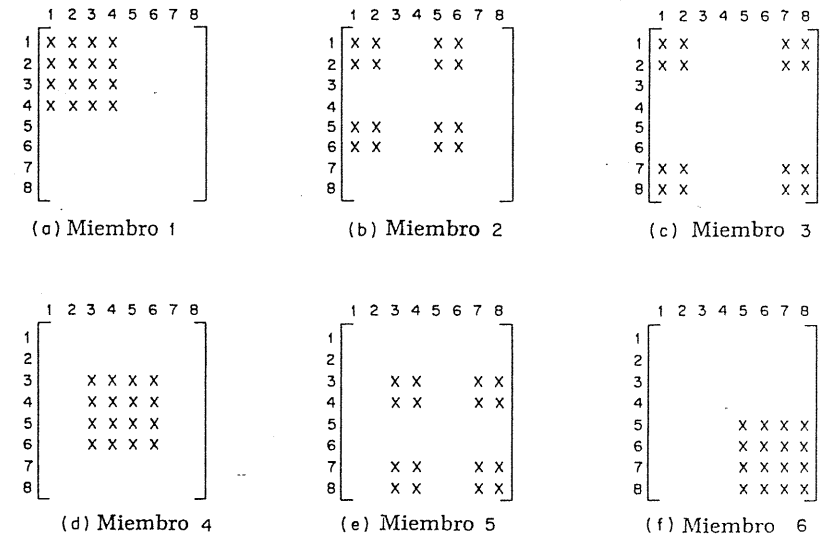 1 2 3 4 5 6 7 8
1 X X X X
2 X X X X
3 X X X X
4 X X X X
5
6
7
8
(a) Miembro 1
1 2 3 4 5 6 7 8
1 X X X X
2 X X X X
3
4
5 X X X X
6 X X X X
7
8
(b) Miembro 2
1 2 3 4 5 6 7 8
1 X X X X
2 X X X X
3
4
5
6
7 X X X X
8 X X X X
(c) Miembro 3
1 2 3 4 5 6 7 8
1
2
3 X X X X
4 X X X X
5 X X X X
6 X X X X
7
8
(d) Miembro 4
1 2 3 4 5 6 7 8
1
2
3 X X X X
4 X X X X
5
6
7 X X X X
8 X X X X
(e) Miembro 5
1 2 3 4 5 6 7 8
1
2
3
4
5 X X X X
6 X X X X
7 X X X X
8 X X X X
(f) Miembro 6